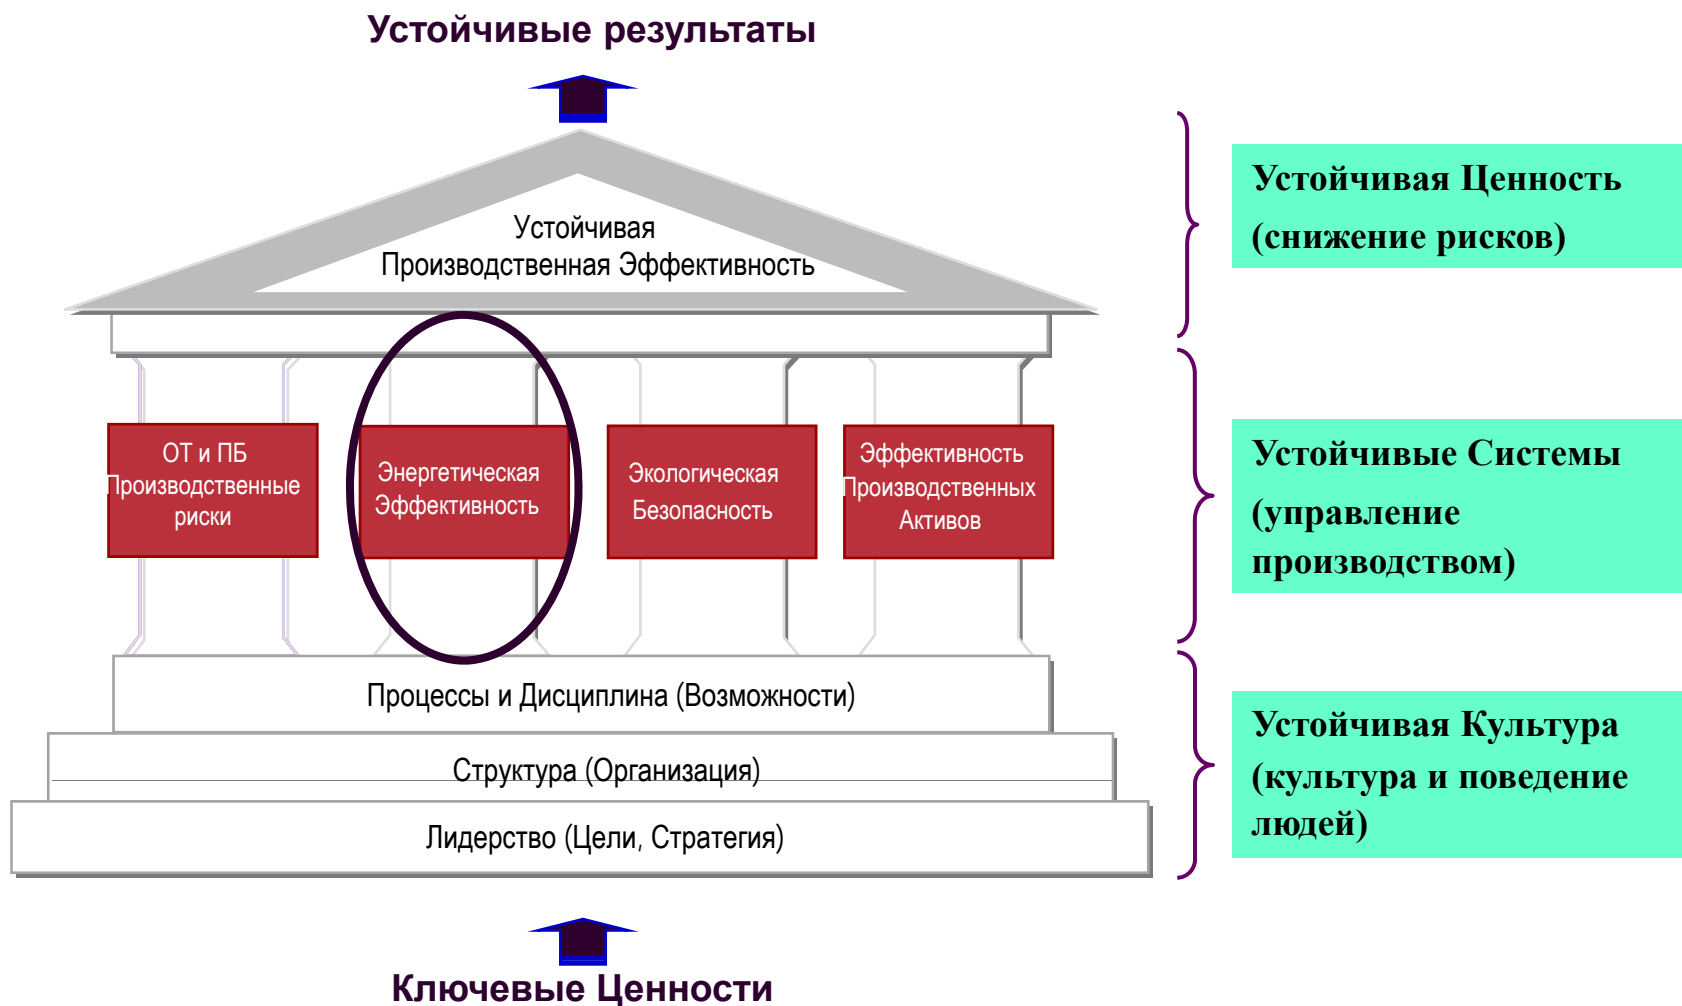 Устойчивые результаты
Устойчивая
Производственная Эффективность
Устойчивая Ценность
(снижение рисков)
ОТ и ПБ
Производственные
риски
Энергетическая
Эффективность
Экологическая
Безопасность
Эффективность
Производственных
Активов
Устойчивые Системы
(управление
производством)
Процессы и Дисциплина (Возможности)
Структура (Организация)
Лидерство (Цели, Стратегия)
Устойчивая Культура
(культура и поведение
людей)
Ключевые Ценности